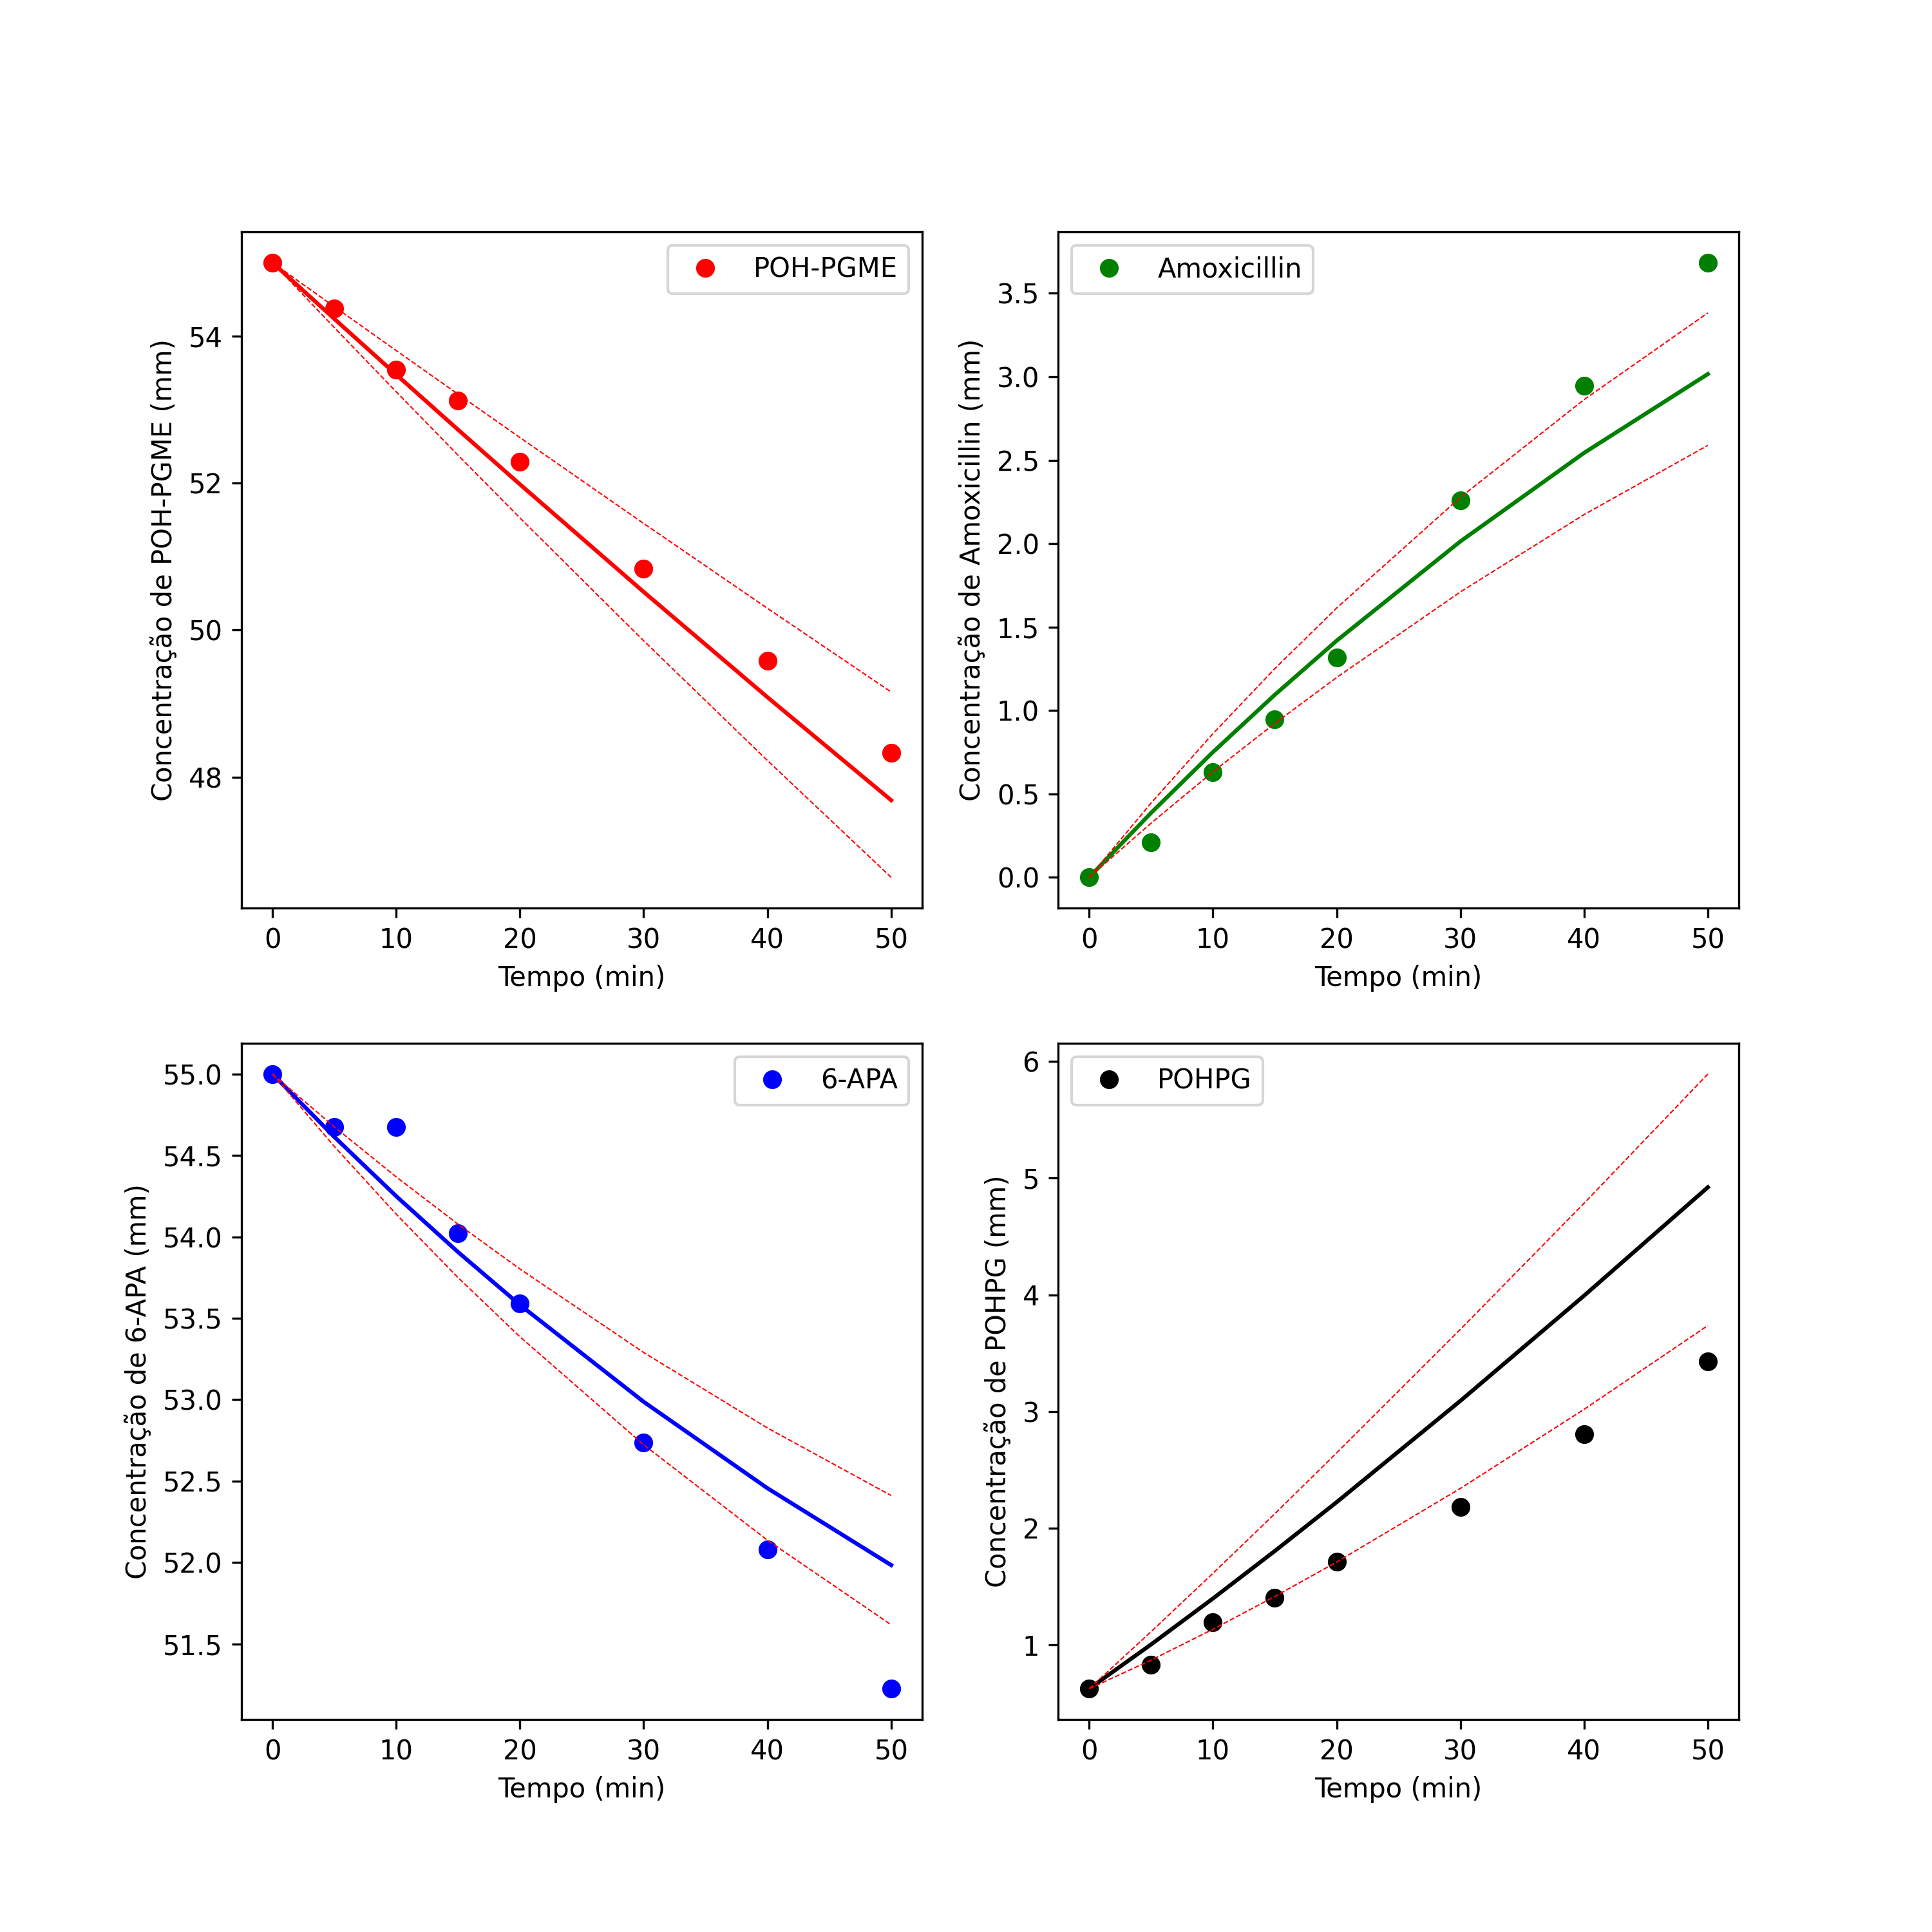 POH-PGME
Concentração de POH-PGME (mm)
54
52
50
48
0 10 20 30 40 50
Tempo (min)
Amoxicillin
Concentração de Amoxicillin (mm)
3.5
3.0
2.5
2.0
1.5
1.0
0.5
0.0
0 10 20 30 40 50
Tempo (min)
6-APA
Concentração de 6-APA (mm)
55.0
54.5
54.0
53.5
53.0
52.5
52.0
51.5
0 10 20 30 40 50
Tempo (min)
POHPG
Concentração de POHPG (mm)
6
5
4
3
2
1
0 10 20 30 40 50
Tempo (min)